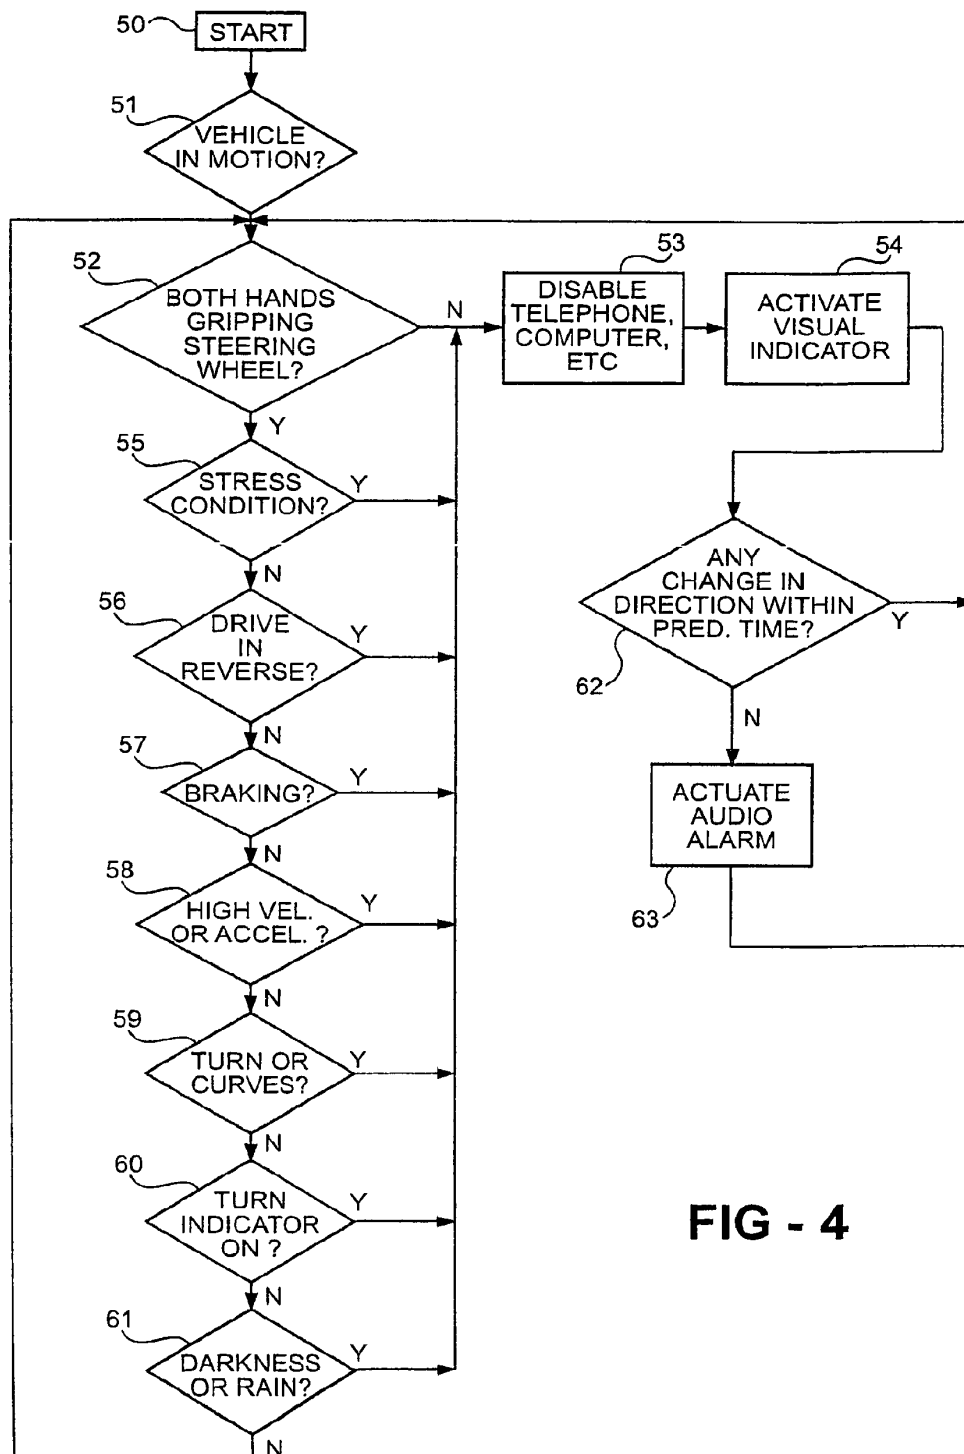 50
START
51
VEHICLE
IN MOTION?
52
BOTH HANDS
GRIPPING
STEERING
WHEEL?
N
Y
53
DISABLE
TELEPHONE,
COMPUTER,
ETC
54
ACTIVATE
VISUAL
INDICATOR
55
STRESS
CONDITION?
Y
N
56
DRIVE
IN
REVERSE?
Y
N
57
BRAKING?
Y
N
58
HIGH VEL.
OR ACCEL. ?
Y
N
59
TURN OR
CURVES?
Y
N
60
TURN
INDICATOR
ON ?
Y
N
61
DARKNESS
OR RAIN?
Y
N
ANY
CHANGE IN
DIRECTION WITHIN
PRED. TIME?
62
Y
N
ACTUATE
AUDIO
ALARM
63
FIG - 4